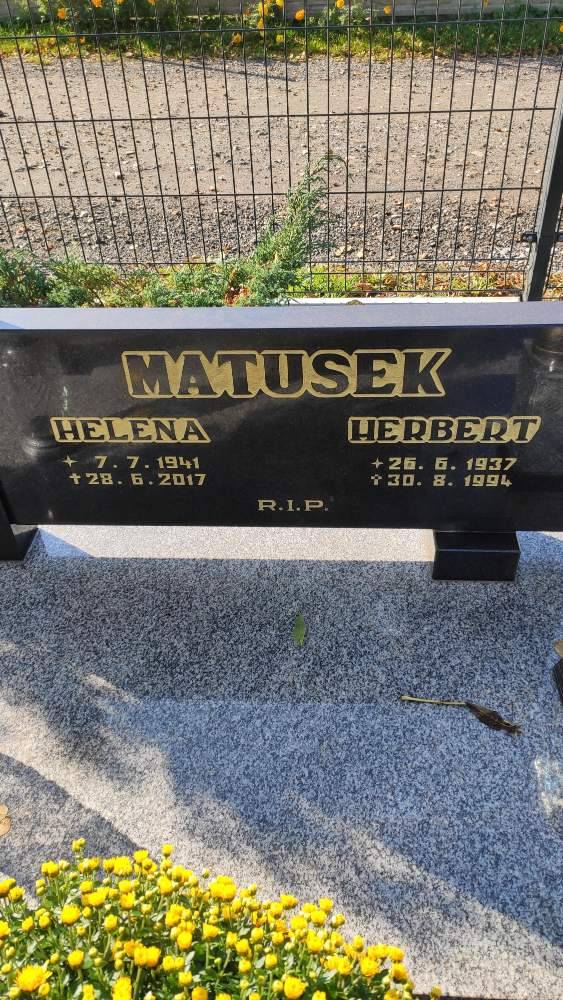 MATUSEK
HELENA
7. 7. 1941
✝ 28. 6. 2017
HERBERT
26. 6. 1937
✝ 30. 8. 1994
R.I.P.